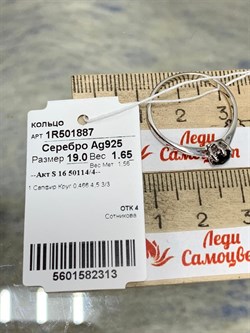 кольцо
АРТ 1R501887
Серебро Ag925
Размер 19.0 Вес 1.65
Вес Мет. 1.56
--Акт S 16 50114/4--
1 Сапфир Круг 0.466 4,5 3/3
ОТК 4
Сотникова
5601582313
Леди
Самоцвет
Леди
Самоцве